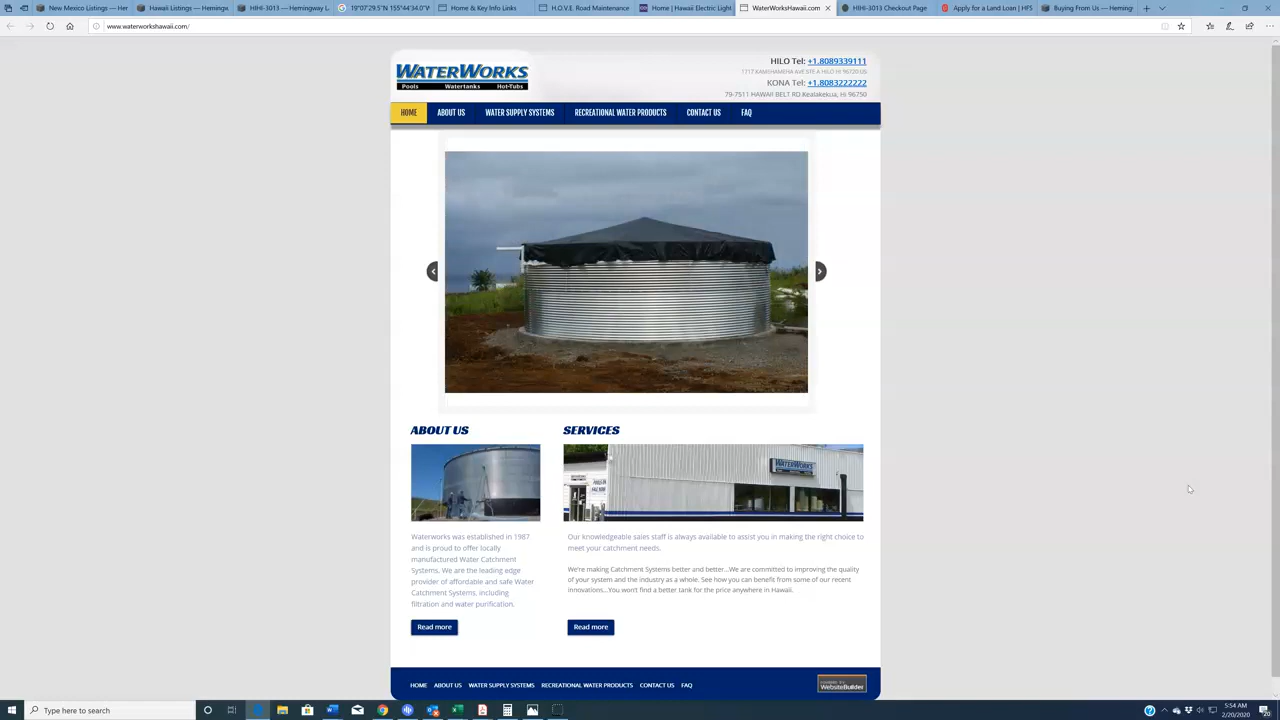 New Mexico Listings — Her
Hawaii Listings — Hemingw
HIHI-3013 — Hemingway L
19°07'29.5"N 155°44'34.0"V
Home & Key Info Links
H.O.V.E. Road Maintenance
Home | Hawaii Electric Light
WaterWorksHawaii.com
HIHI-3013 Checkout Page
Apply for a Land Loan | HFS
Buying From Us — Heming
www.waterworkshawaii.com/
WATERWORKS
Pools Watertanks Hot-Tubs
HILO Tel: +1.8089339111
1717 KAMEHAMEHA AVE STE A HILO HI 96720 US
KONA Tel: +1.8083222222
79-7511 HAWAII BELT RD.Kealakekua, HI 96750
HOME ABOUT US WATER SUPPLY SYSTEMS RECREATIONAL WATER PRODUCTS CONTACT US FAQ
ABOUT US
Waterworks was established in 1987
and is proud to offer locally
manufactured Water Catchment
Systems. We are the leading edge
provider of affordable and safe Water
Catchment Systems, including
filtration and water purification.
Read more
SERVICES
WATERWORKS
Our knowledgeable sales staff is always available to assist you in making the right choice to
meet your catchment needs.
We're making Catchment Systems better and better...We are committed to improving the quality
of your system and the industry as a whole. See how you can benefit from some of our recent
innovations...You won't find a better tank for the price anywhere in Hawaii.
Read more
HOME ABOUT US WATER SUPPLY SYSTEMS RECREATIONAL WATER PRODUCTS CONTACT US FAQ
POWERED BY
WebsiteBuilder
Type here to search
5:54 AM
2/20/2020
20